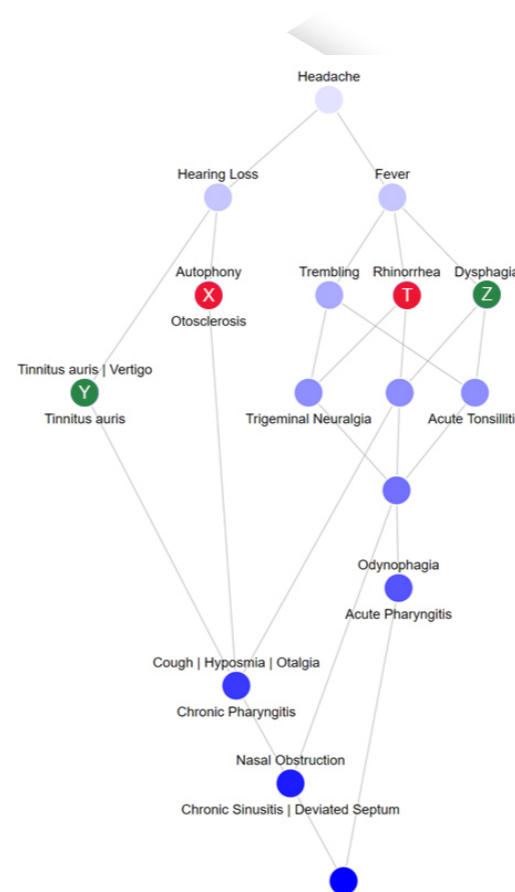 Headache
Hearing Loss
Fever
Autophony
Trembling
Rhinorrhea
Dysphagia
X
T
Z
Otosclerosis
Tinnitus auris | Vertigo
Y
Tinnitus auris
Trigeminal Neuralgia
Acute Tonsilliti
Odynophagia
Acute Pharyngitis
Cough | Hyposmia | Otalgia
Chronic Pharyngitis
Nasal Obstruction
Chronic Sinusitis | Deviated Septum